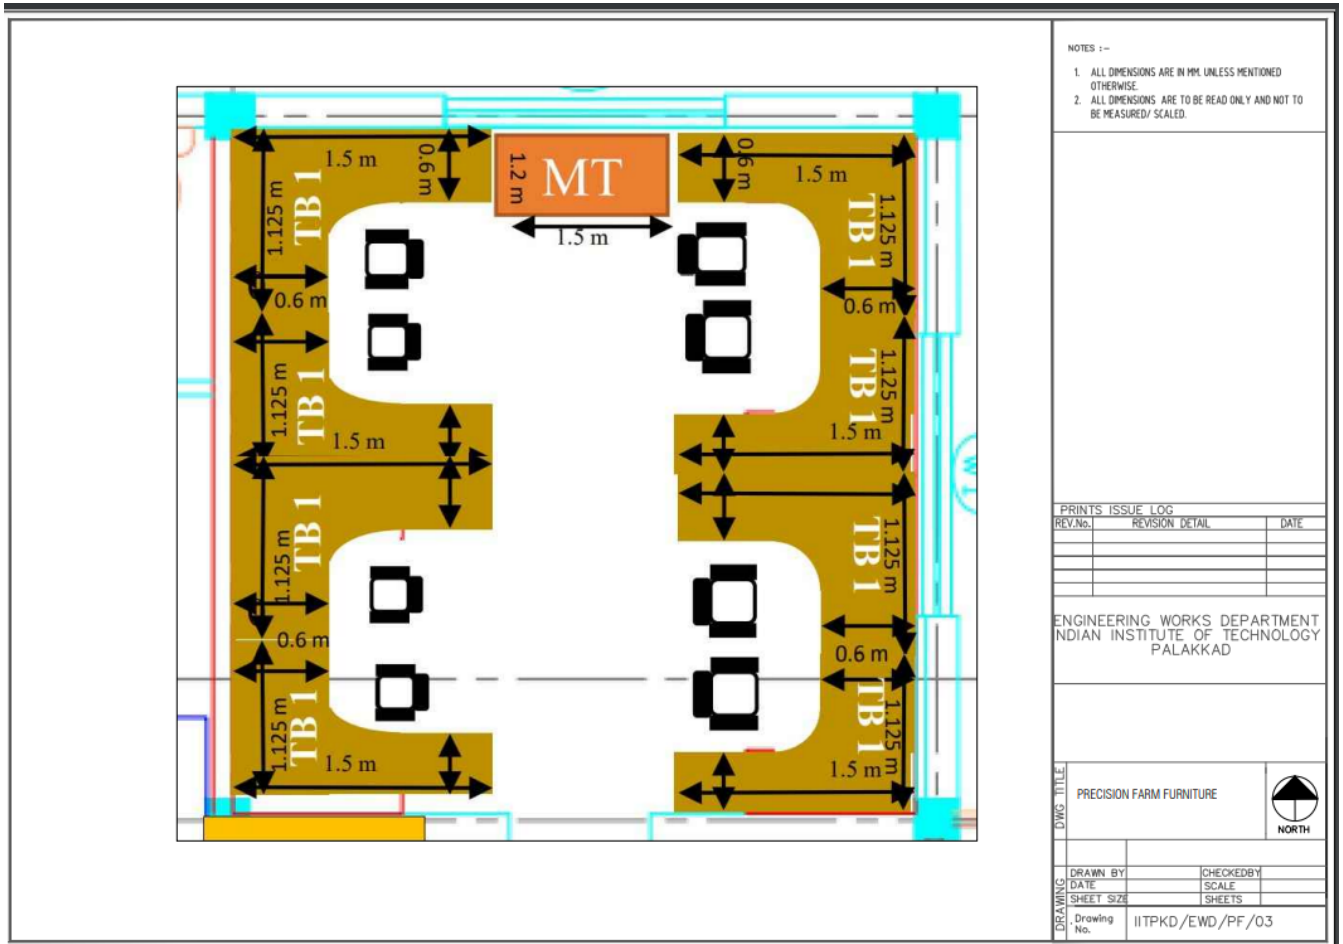 1.5 m
0.6 m
1.2 m
MT
1.5 m
0.6 m
1.5 m
TB 1
1.125 m
0.6 m
TB 1
1.125 m
0.6 m
TB 1
1.125 m
1.5 m
TB 1
1.125 m
1.5 m
TB 1
1.125 m
0.6 m
TB 1
1.125 m
0.6 m
TB 1
1.125 m
1.5 m
TB 1
1.125 m
1.5 m
NOTES :-
1. ALL DIMENSIONS ARE IN MM. UNLESS MENTIONED
OTHERWISE.
2. ALL DIMENSIONS ARE TO BE READ ONLY AND NOT TO
BE MEASURED/ SCALED.
PRINTS ISSUE LOG
REV.No. REVISION DETAIL DATE
ENGINEERING WORKS DEPARTMENT
NDIAN INSTITUTE OF TECHNOLOGY
PALAKKAD
DWG TITLE
PRECISION FARM FURNITURE
NORTH
DRAWING
DRAWN BY CHECKEDBY
DATE SCALE
SHEET SIZE SHEETS
Drawing
No.
IITPKD/EWD/PF/03